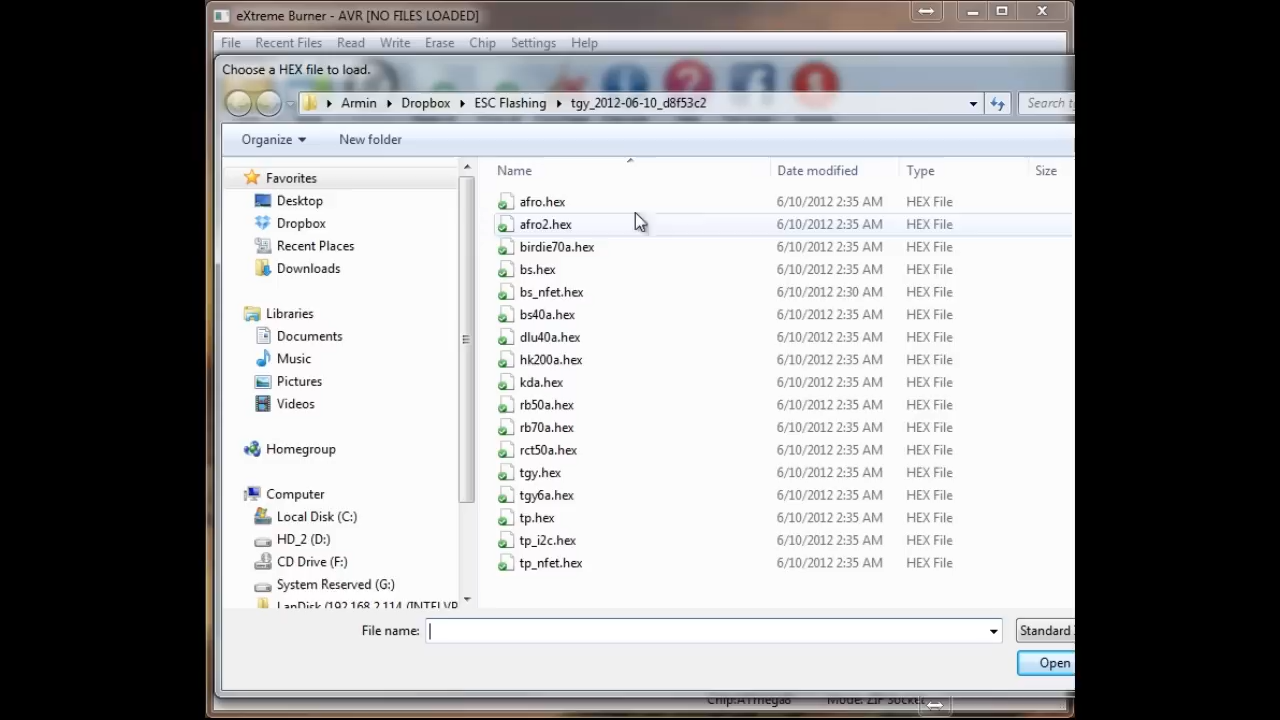 eXtreme Burner - AVR [NO FILES LOADED]
File Recent Files Read Write Erase Chip Settings Help
Choose a HEX file to load.
Armin Dropbox ESC Flashing tgy_2012-06-10_d8f53c2
Search
Organize New folder
Name Date modified Type Size
Favorites
Desktop
Dropbox
Recent Places
Downloads
Libraries
Documents
Music
Pictures
Videos
Homegroup
Computer
Local Disk (C:)
HD_2 (D:)
CD Drive (F:)
System Reserved (G:)
LanDisk (192.168.2.114 (INTELVP
afro.hex 6/10/2012 2:35 AM HEX File
afro2.hex 6/10/2012 2:35 AM HEX File
birdie70a.hex 6/10/2012 2:35 AM HEX File
bs.hex 6/10/2012 2:35 AM HEX File
bs_nfet.hex 6/10/2012 2:30 AM HEX File
bs40a.hex 6/10/2012 2:35 AM HEX File
dlu40a.hex 6/10/2012 2:35 AM HEX File
hk200a.hex 6/10/2012 2:35 AM HEX File
kda.hex 6/10/2012 2:35 AM HEX File
rb50a.hex 6/10/2012 2:35 AM HEX File
rb70a.hex 6/10/2012 2:35 AM HEX File
rct50a.hex 6/10/2012 2:35 AM HEX File
tgy.hex 6/10/2012 2:35 AM HEX File
tgy6a.hex 6/10/2012 2:35 AM HEX File
tp.hex 6/10/2012 2:35 AM HEX File
tp_i2c.hex 6/10/2012 2:35 AM HEX File
tp_nfet.hex 6/10/2012 2:35 AM HEX File
File name:
Standard
Open
Chip:ATmega8 Mode: ZIF Socket